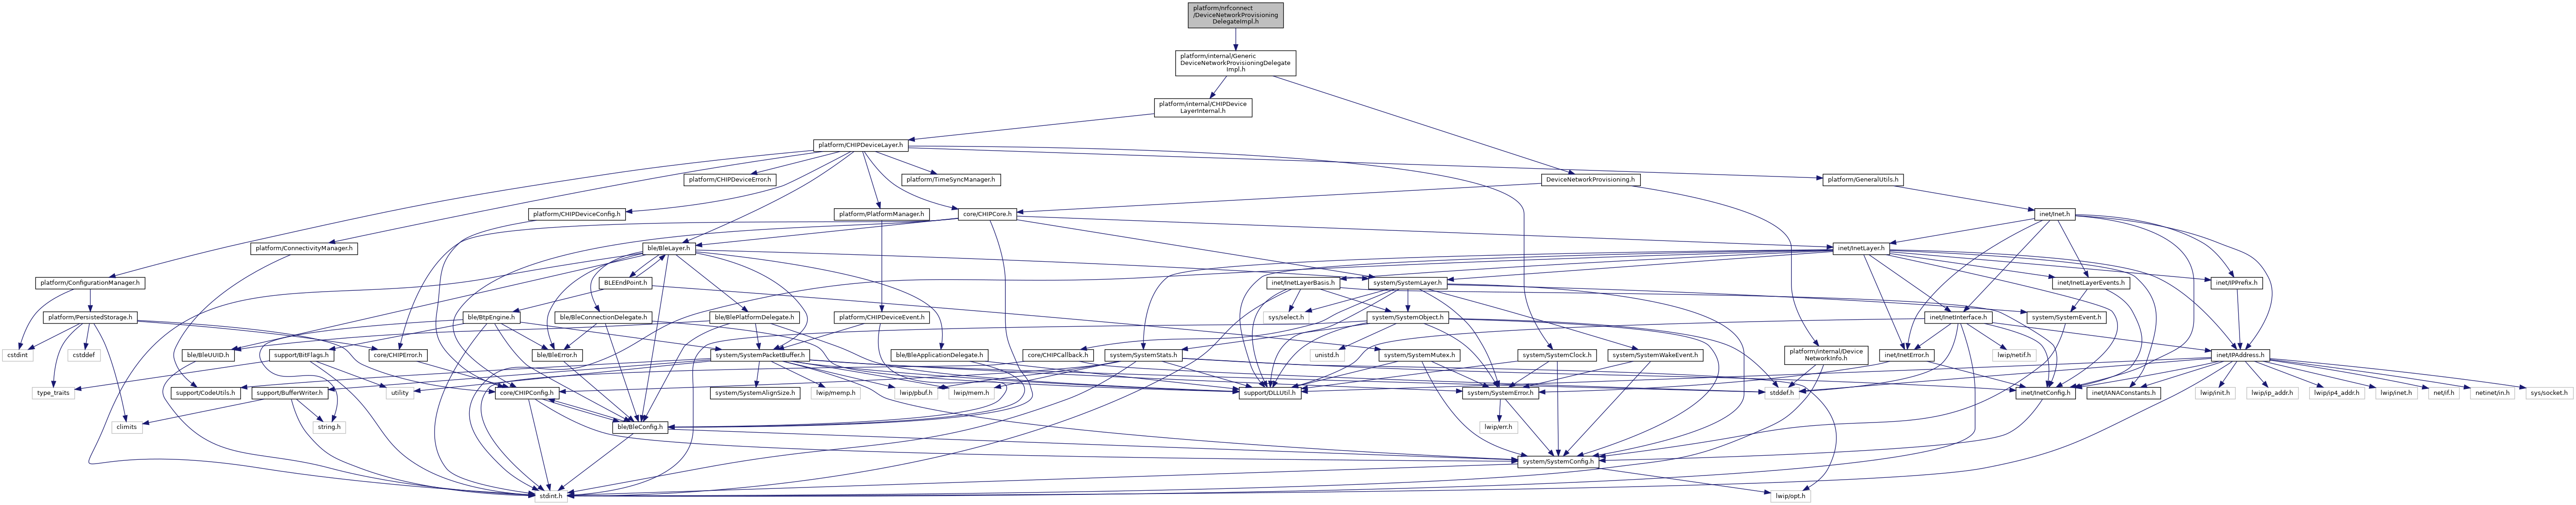 platform/nrfconnect
/DeviceNetworkProvisioning
DelegateImpl.h
platform/internal/Generic
DeviceNetworkProvisioningDelegate
Impl.h
platform/internal/CHIPDevice
LayerInternal.h
platform/CHIPDeviceLayer.h
platform/CHIPDeviceError.h
platform/TimeSyncManager.h
DeviceNetworkProvisioning.h
platform/GeneralUtils.h
platform/CHIPDeviceConfig.h
platform/PlatformManager.h
core/CHIPCore.h
inet/Inet.h
platform/ConnectivityManager.h
ble/BleLayer.h
inet/InetLayer.h
platform/ConfigurationManager.h
BLEEndPoint.h
inet/InetLayerBasis.h
system/SystemLayer.h
inet/InetLayerEvents.h
inet/IPPrefix.h
platform/PersistedStorage.h
ble/BtpEngine.h
ble/BleConnectionDelegate.h
ble/BlePlatformDelegate.h
platform/CHIPDeviceEvent.h
sys/select.h
system/SystemObject.h
inet/InetInterface.h
system/SystemEvent.h
cstdint
cstddef
ble/BleUUID.h
support/BitFlags.h
core/CHIPError.h
ble/BleError.h
system/SystemPacketBuffer.h
ble/BleApplicationDelegate.h
core/CHIPCallback.h
system/SystemStats.h
unistd.h
system/SystemMutex.h
system/SystemClock.h
system/SystemWakeEvent.h
platform/internal/Device
NetworkInfo.h
inet/InetError.h
lwip/netif.h
inet/IPAddress.h
type_traits
support/CodeUtils.h
support/BufferWriter.h
utility
core/CHIPConfig.h
system/SystemAlignSize.h
lwip/memp.h
lwip/pbuf.h
lwip/mem.h
support/DLLUtil.h
system/SystemError.h
stddef.h
inet/InetConfig.h
inet/IANAConstants.h
lwip/init.h
lwip/ip_addr.h
lwip/ip4_addr.h
lwip/inet.h
net/if.h
netinet/in.h
sys/socket.h
climits
string.h
ble/BleConfig.h
lwip/err.h
system/SystemConfig.h
stdint.h
lwip/opt.h